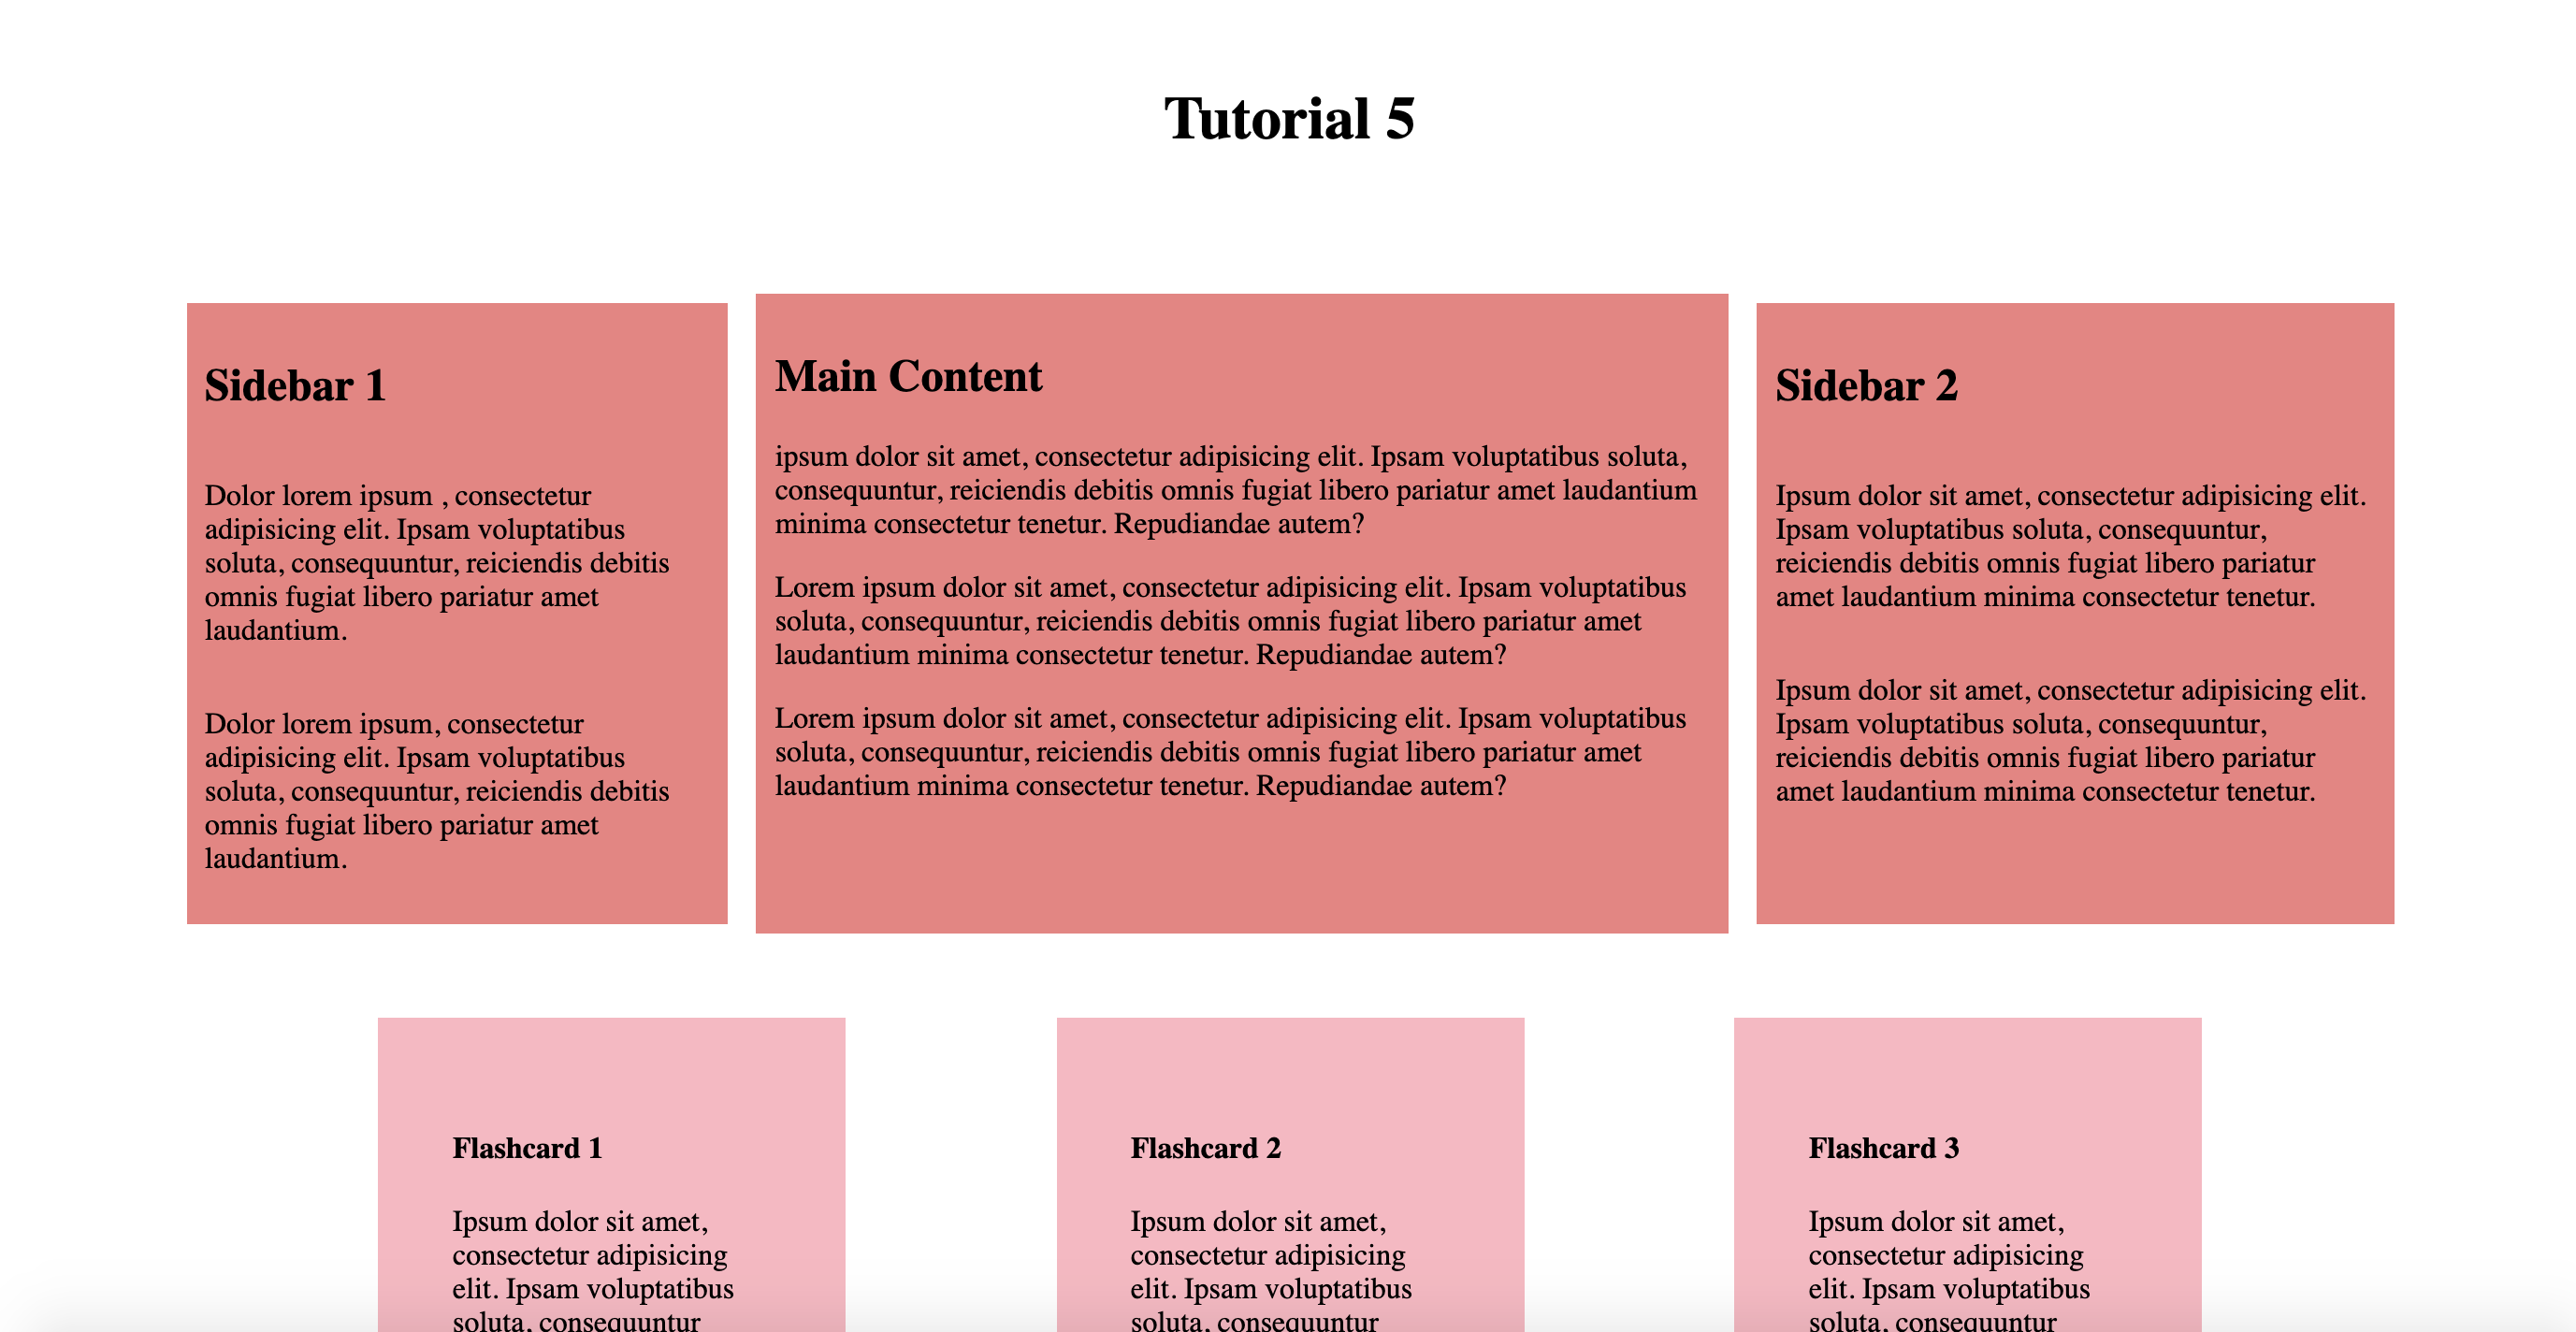 Tutorial 5
Sidebar 1
Dolor lorem ipsum , consectetur
adipisicing elit. Ipsam voluptatibus
soluta, consequuntur, reiciendis debitis
omnis fugiat libero pariatur amet
laudantium.
Dolor lorem ipsum, consectetur
adipisicing elit. Ipsam voluptatibus
soluta, consequuntur, reiciendis debitis
omnis fugiat libero pariatur amet
laudantium.
Main Content
ipsum dolor sit amet, consectetur adipisicing elit. Ipsam voluptatibus soluta,
consequuntur, reiciendis debitis omnis fugiat libero pariatur amet laudantium
minima consectetur tenetur. Repudiandae autem?
Lorem ipsum dolor sit amet, consectetur adipisicing elit. Ipsam voluptatibus
soluta, consequuntur, reiciendis debitis omnis fugiat libero pariatur amet
laudantium minima consectetur tenetur. Repudiandae autem?
Lorem ipsum dolor sit amet, consectetur adipisicing elit. Ipsam voluptatibus
soluta, consequuntur, reiciendis debitis omnis fugiat libero pariatur amet
laudantium minima consectetur tenetur. Repudiandae autem?
Sidebar 2
Ipsum dolor sit amet, consectetur adipisicing elit.
Ipsam voluptatibus soluta, consequuntur,
reiciendis debitis omnis fugiat libero pariatur
amet laudantium minima consectetur tenetur.
Ipsum dolor sit amet, consectetur adipisicing elit.
Ipsam voluptatibus soluta, consequuntur,
reiciendis debitis omnis fugiat libero pariatur
amet laudantium minima consectetur tenetur.
Flashcard 1
Ipsum dolor sit amet,
consectetur adipisicing
elit. Ipsam voluptatibus
soluta, consequuntur
Flashcard 2
Ipsum dolor sit amet,
consectetur adipisicing
elit. Ipsam voluptatibus
soluta, consequuntur
Flashcard 3
Ipsum dolor sit amet,
consectetur adipisicing
elit. Ipsam voluptatibus
soluta, consequuntur